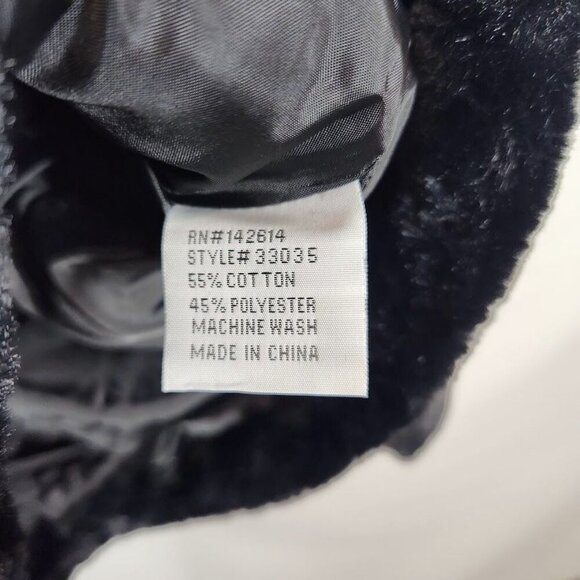 RN#142614
STYLE#33035
55% COTTON
45% POLYESTER
MACHINE WASH
MADE IN CHINA